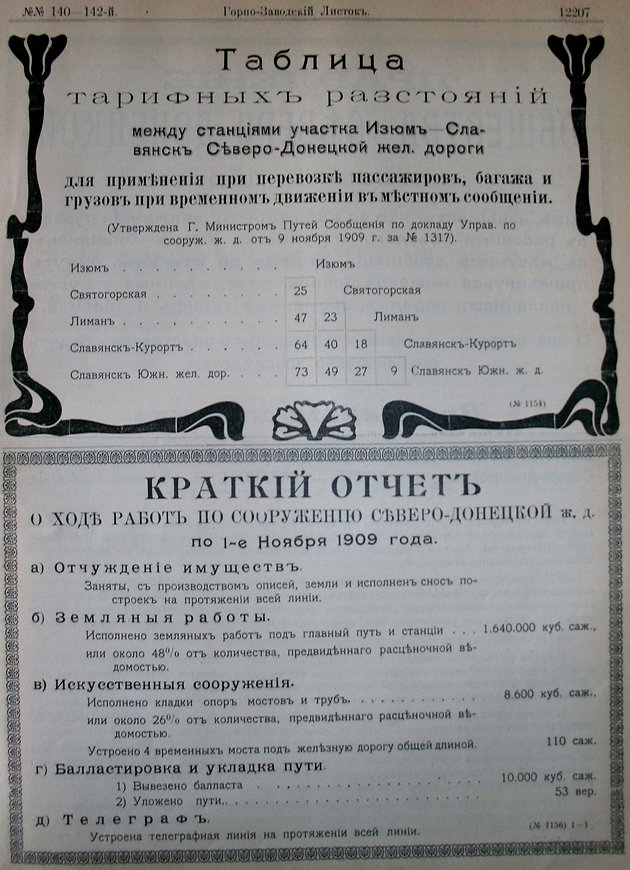 №№ 140—142-й. Горно-Заводскій Листокъ. 12207
Таблица
тарифныхъ разстояній
между станціями участка Изюмъ-Сла-
вянскъ Сѣверо-Донецкой жел. дороги
для примѣненія при перевозкѣ пассажировъ, багажа и
грузовъ при временномъ движеніи въ мѣстномъ сообщеніи.
(Утверждена Г. Министромъ Путей Сообщенія по докладу Управ. по
сооруж. ж. д. отъ 9 ноября 1909 г. за № 1317).
Изюмъ . . . . . . . . . . Изюмъ
Святогорская . . . . . . . . 25 Святогорская
Лиманъ . . . . . . . . . . 47 23 Лиманъ
Славянскъ-Курортъ . . . . . . 64 40 18 Славянскъ-Курортъ
Славянскъ Южн. жел. дор. . . . . 73 49 27 9 Славянскъ Южн. ж. д.
(№ 1154)
КРАТКІЙ ОТЧЕТЪ
О ХОДѢ РАБОТЪ ПО СООРУЖЕНІЮ СѢВЕРО-ДОНЕЦКОЙ ж. д.
по 1-е Ноября 1909 года.
а) Отчужденіе имуществъ.
Заняты, съ производствомъ описей, земли и исполненъ сносъ по-
строекъ на протяженіи всей линіи.
б) Земляныя работы.
Исполнено земляныхъ работъ подъ главный путь и станціи . . . 1.640.000 куб. саж.,
или около 48% отъ количества, предвидѣннаго расцѣночной вѣ-
домостью.
в) Искусственныя сооруженія.
Исполнено кладки опоръ мостовъ и трубъ. . . . . . . . . . . 8.600 куб. саж.,
или около 26% отъ количества, предвидѣннаго расцѣночной вѣ-
домостью.
Устроено 4 временныхъ моста подъ желѣзную дорогу общей длиной. 110 саж.
г) Балластировка и укладка пути.
1) Вывезено балласта . . . . . . . . . . . . . . . . . 10.000 куб. саж.
2) Уложено пути. . . . . . . . . . . . . . . . . . . . 53 вер.
д) Телеграфъ.
Устроена телеграфная линія на протяженіи всей линіи.
(№ 1156) 1—1